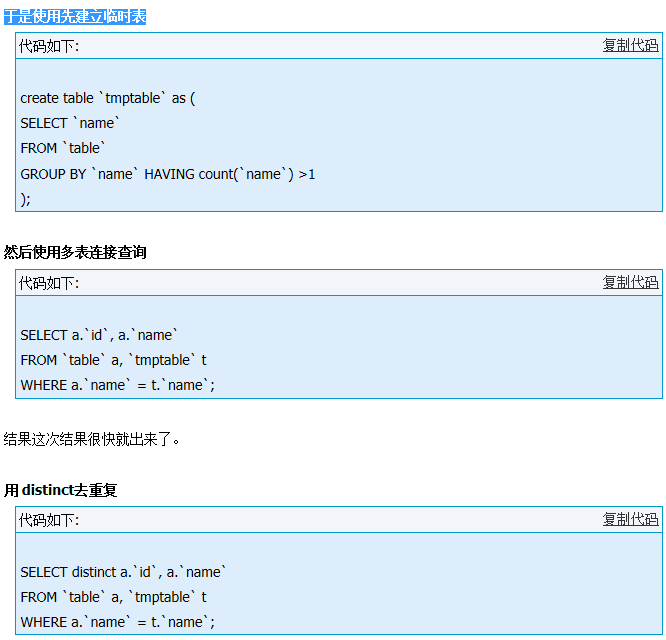 于是使用先建立临时表
代码如下: 复制代码
create table `tmptable` as (
SELECT `name`
FROM `table`
GROUP BY `name` HAVING count(`name`) >1
);
然后使用多表连接查询
代码如下: 复制代码
SELECT a.`id`, a.`name`
FROM `table` a, `tmptable` t
WHERE a.`name` = t.`name`;
结果这次结果很快就出来了。
用 distinct去重复
代码如下: 复制代码
SELECT distinct a.`id`, a.`name`
FROM `table` a, `tmptable` t
WHERE a.`name` = t.`name`;